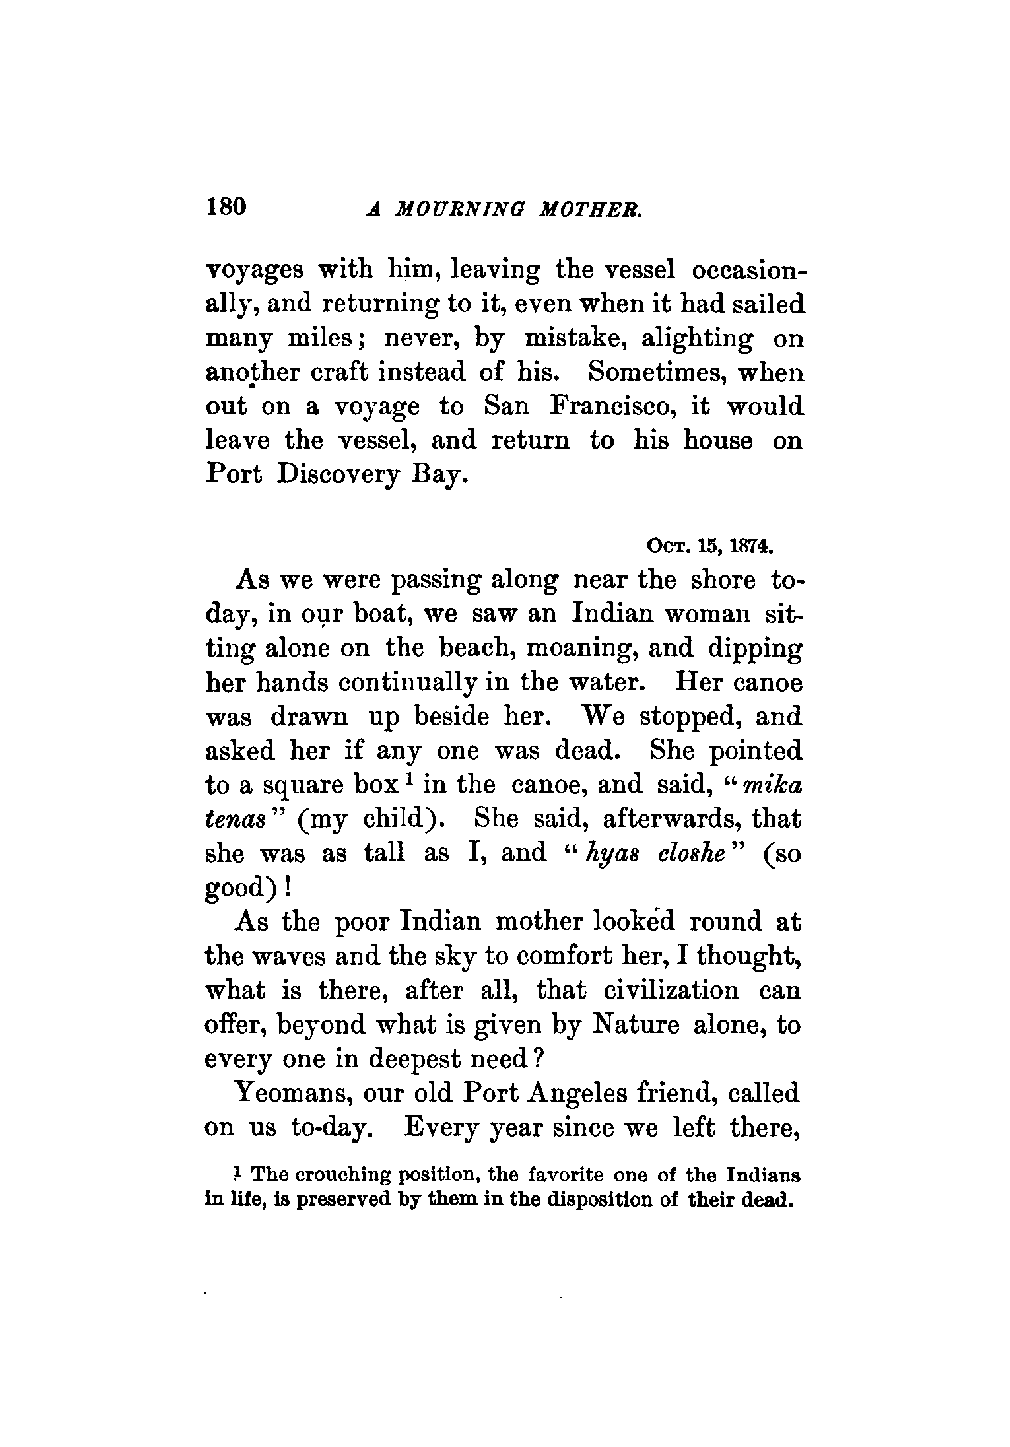 180 A MOURNING MOTHER.
voyages with him, leaving the vessel occasion-
ally, and returning to it, even when it had sailed
many miles; never, by mistake, alighting on
another craft instead of his. Sometimes, when
out on a voyage to San Francisco, it would
leave the vessel, and return to his house on
Port Discovery Bay.
OCT. 15, 1874.
As we were passing along near the shore to-
day, in our boat, we saw an Indian woman sit-
ting alone on the beach, moaning, and dipping
her hands continually in the water. Her canoe
was drawn up beside her. We stopped, and
asked her if any one was dead. She pointed
to a square box¹ in the canoe, and said, "mika
tenas" (my child). She said, afterwards, that
she was as tall as I, and "hyas closhe" (so
good)!
As the poor Indian mother looked round at
the waves and the sky to comfort her, I thought,
what is there, after all, that civilization can
offer, beyond what is given by Nature alone, to
every one in deepest need?
Yeomans, our old Port Angeles friend, called
on us to-day. Every year since we left there,
1 The crouching position, the favorite one of the Indians
in life, is preserved by them in the disposition of their dead.